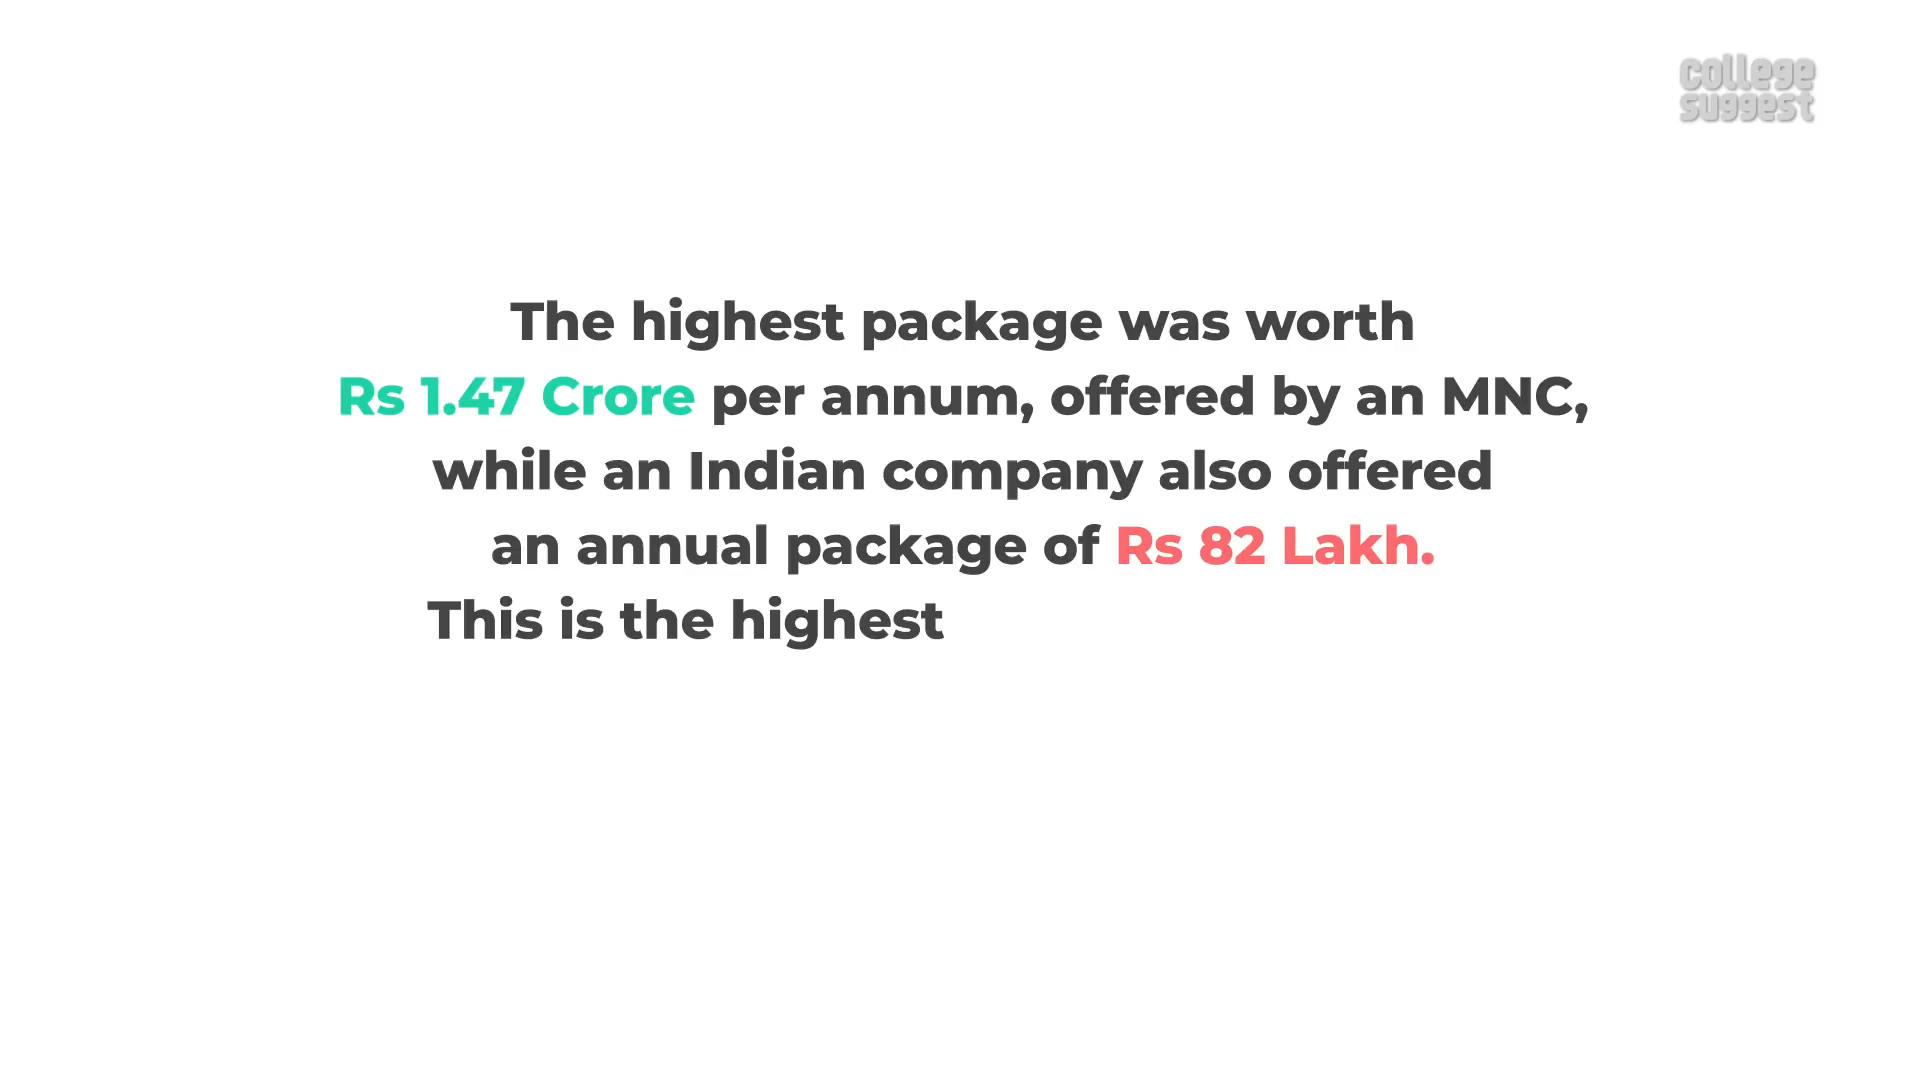 college
suggest
The highest package was worth
Rs 1.47 Crore per annum, offered by an MNC,
while an Indian company also offered
an annual package of Rs 82 Lakh.
This is the highest